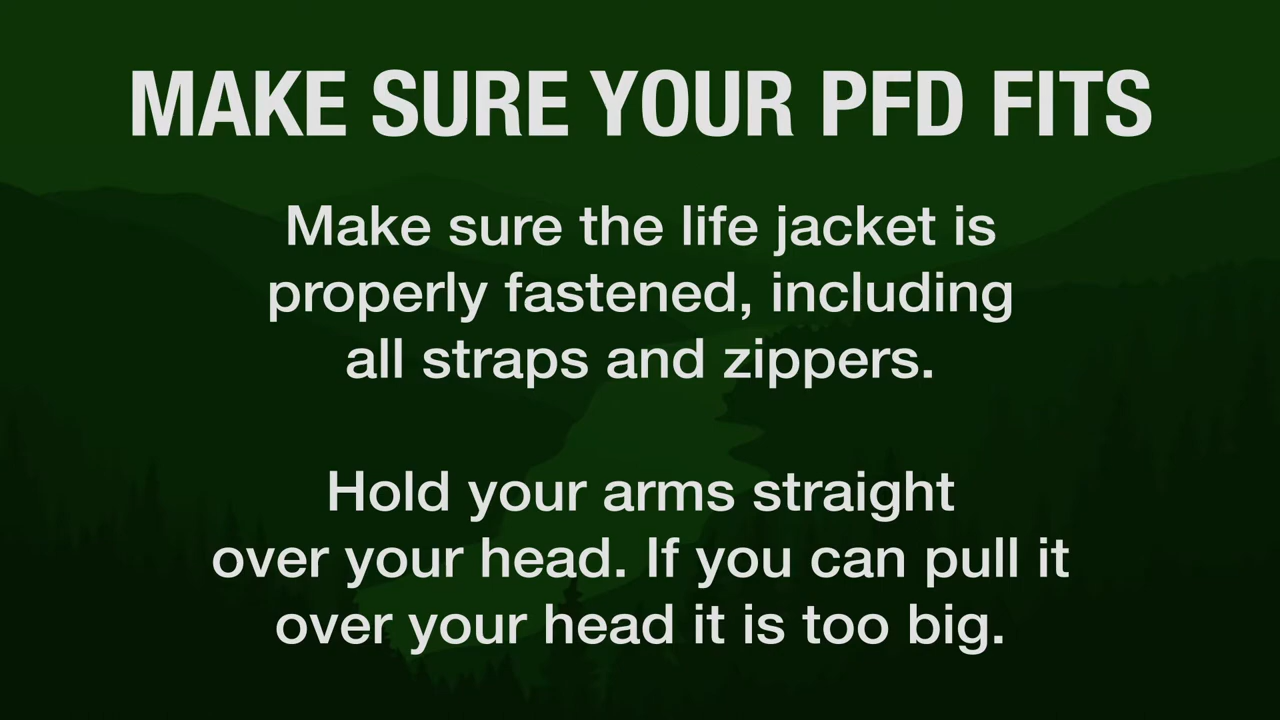 MAKE SURE YOUR PFD FITS
Make sure the life jacket is
properly fastened, including
all straps and zippers.
Hold your arms straight
over your head. If you can pull it
over your head it is too big.